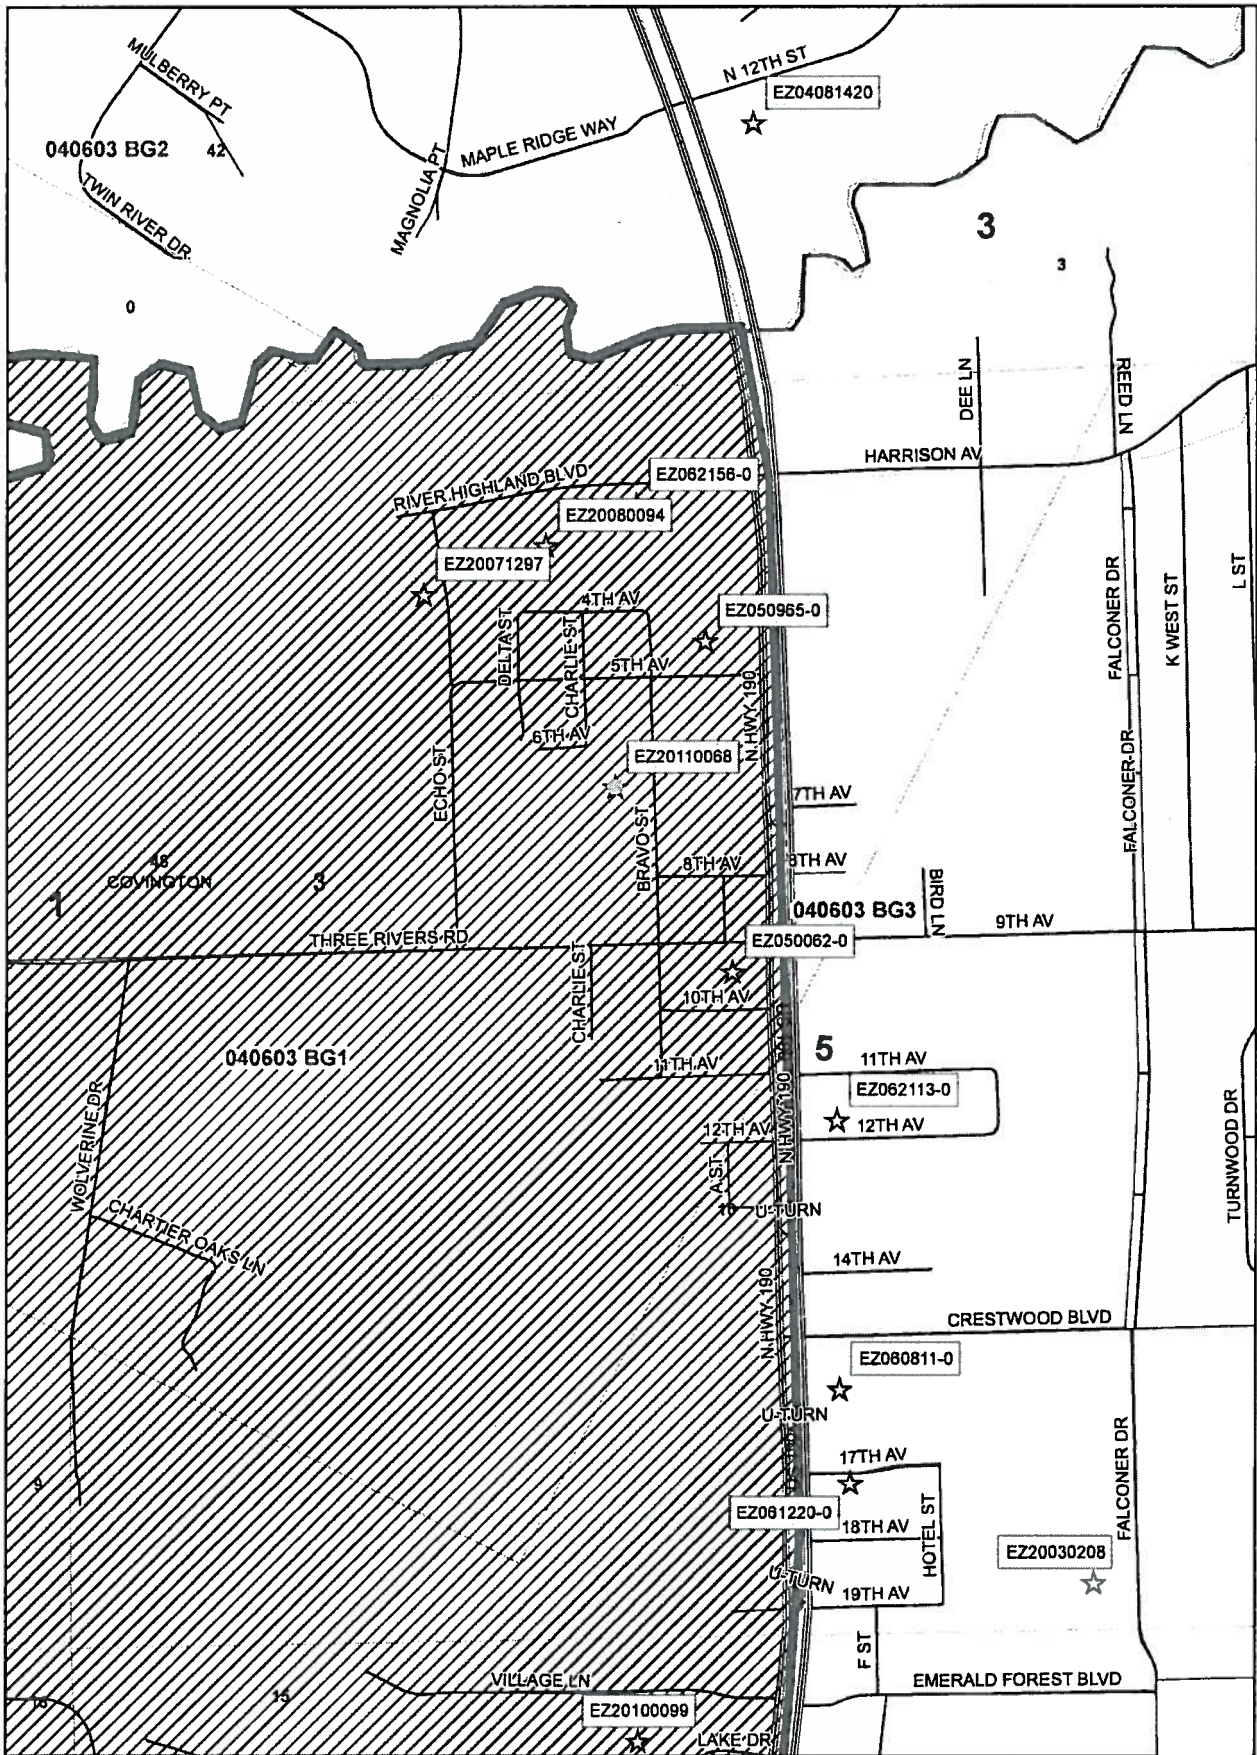 N 12TH ST
MULBERRY PT
EZ04081420
MAPLE RIDGE WAY
040603 BG2
42
MAGNOLIA PT
TWIN RIVER DR
3
3
0
DEE LN
REED LN
HARRISON AV
RIVER HIGHLAND BLVD
EZ062156-0
EZ20080094
EZ20071297
FALCONER DR
K WEST ST
L ST
4TH AV
EZ050965-0
DELTA ST
CHARLIE ST
5TH AV
N HWY 190
6TH AV
EZ20110068
ECHO ST
7TH AV
FALCONER DR
BRAVO ST
48
COVINGTON
3
1
8TH AV
8TH AV
BIRD LN
040603 BG3
9TH AV
THREE RIVERS RD
EZ050062-0
CHARLIE ST
10TH AV
040603 BG1
5
11TH AV
11TH AV
EZ062113-0
WOLVERINE DR
N HWY 190
12TH AV
12TH AV
TURNWOOD DR
A ST
10
U-TURN
CHARTIER OAKS LN
14TH AV
N HWY 190
CRESTWOOD BLVD
EZ060811-0
U-TURN
17TH AV
9
FALCONER DR
EZ061220-0
18TH AV
HOTEL ST
EZ20030208
U-TURN
19TH AV
F ST
VILLAGE LN
EMERALD FOREST BLVD
15
EZ20100099
LAKE DR